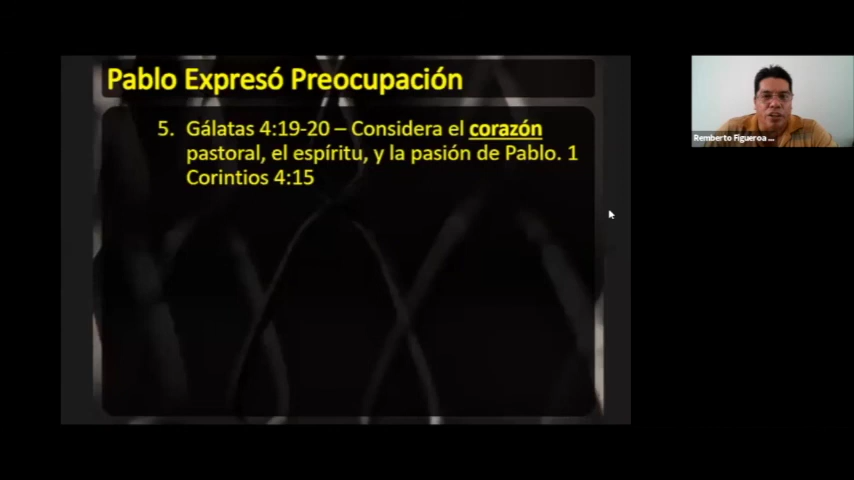 Pablo Expresó Preocupación
5. Gálatas 4:19-20 – Considera el corazón
pastoral, el espíritu, y la pasión de Pablo. 1
Corintios 4:15
Remberto Figueroa ...